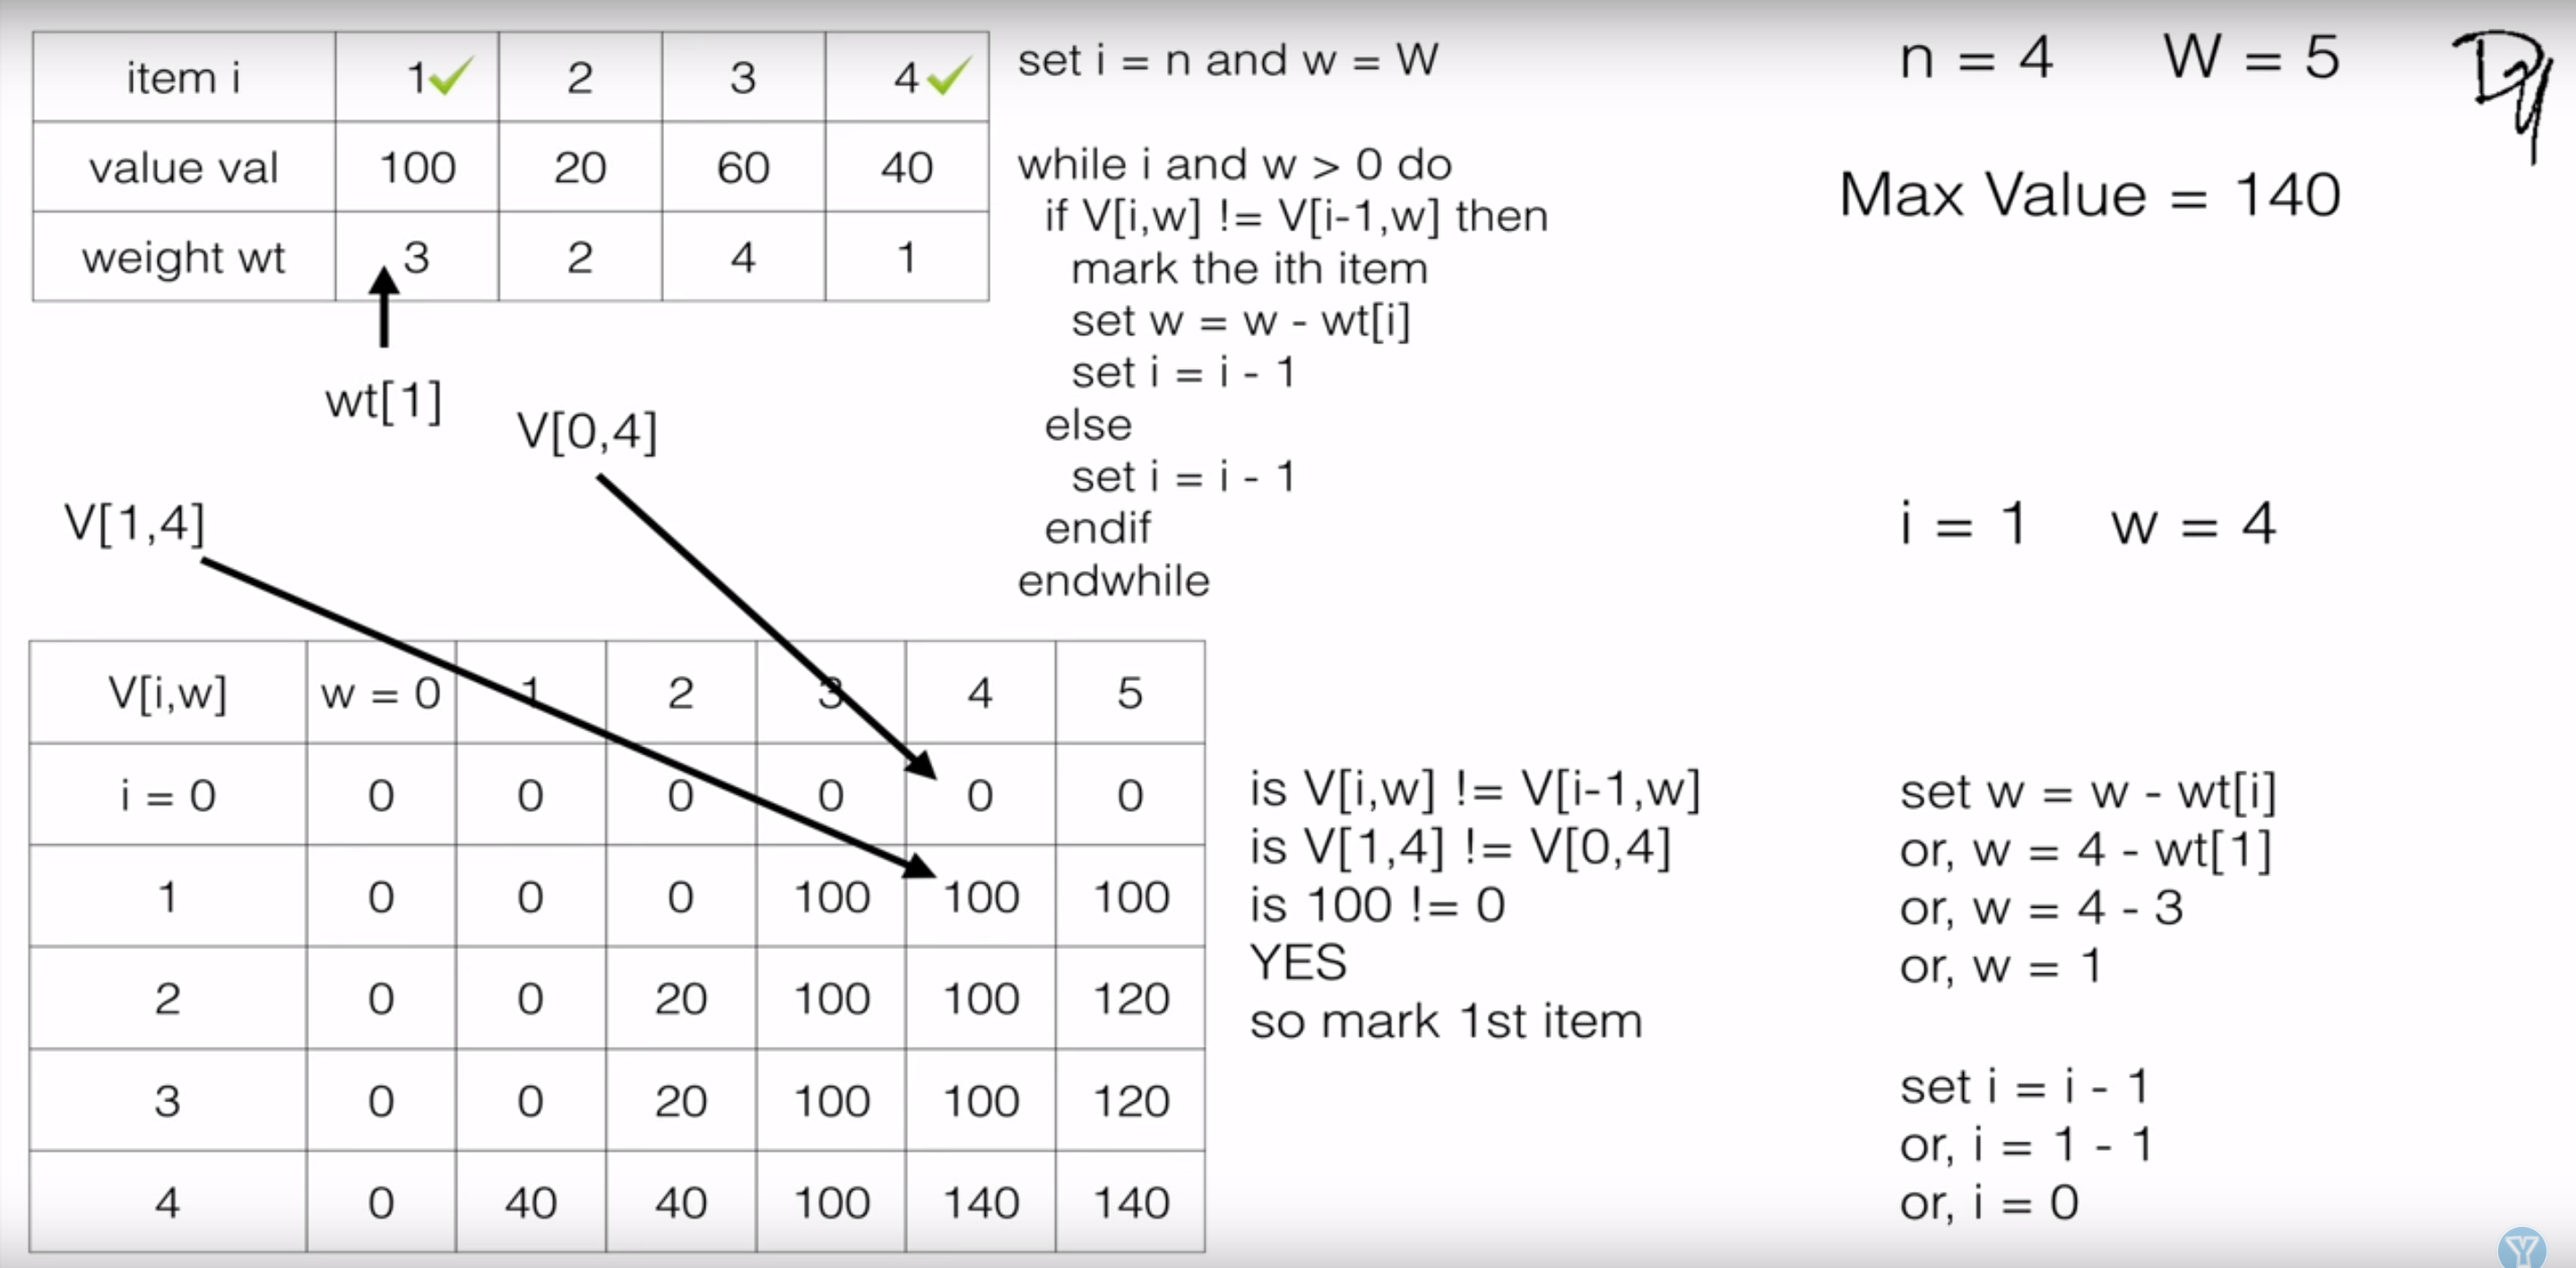 item i 1 2 3 4
value val 100 20 60 40
weight wt 3 2 4 1
wt[1]
V[0,4]
V[1,4]
set i = n and w = W
while i and w > 0 do
if V[i,w] != V[i-1,w] then
mark the ith item
set w = w - wt[i]
set i = i - 1
else
set i = i - 1
endif
endwhile
n = 4 W = 5
Max Value = 140
i = 1 w = 4
V[i,w] w = 0 1 2 3 4 5
i = 0 0 0 0 0 0 0
1 0 0 0 100 100 100
2 0 0 20 100 100 120
3 0 0 20 100 100 120
4 0 40 40 100 140 140
is V[i,w] != V[i-1,w]
is V[1,4] != V[0,4]
is 100 != 0
YES
so mark 1st item
set w = w - wt[i]
or, w = 4 - wt[1]
or, w = 4 - 3
or, w = 1
set i = i - 1
or, i = 1 - 1
or, i = 0
Y